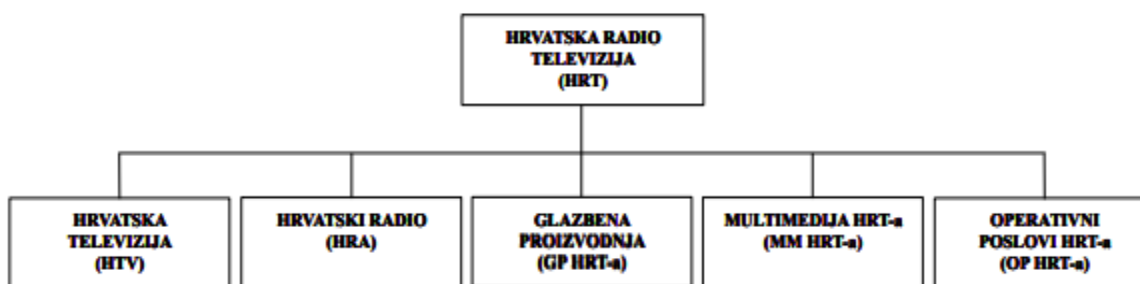 HRVATSKA RADIO
TELEVIZIJA
(HRT)
HRVATSKA
TELEVIZIJA
(HTV)
HRVATSKI RADIO
(HRA)
GLAZBENA
PROIZVODNJA
(GP HRT-a)
MULTIMEDIJA HRT-a
(MM HRT-a)
OPERATIVNI
POSLOVI HRT-a
(OP HRT-a)